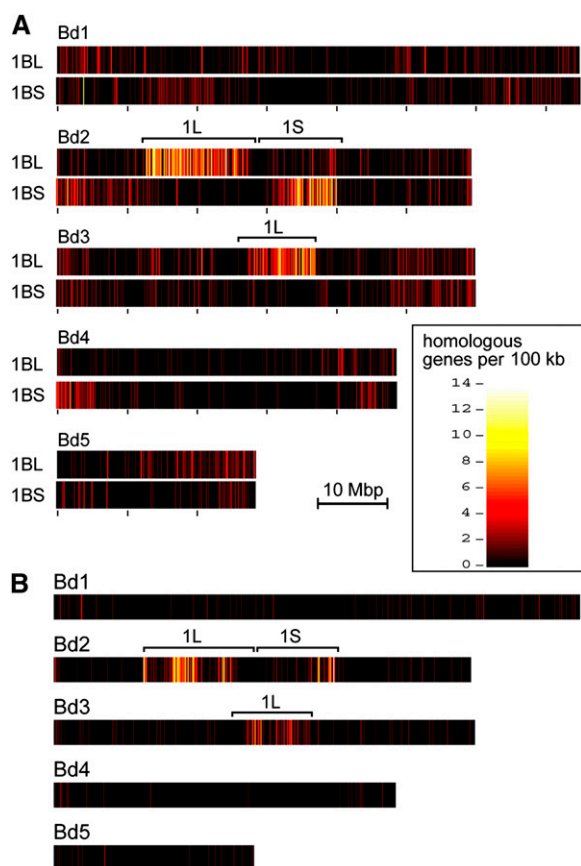 A
Bd1
1BL
1BS
1L 1S
Bd2
1BL
1BS
1L
Bd3
1BL
1BS
Bd4
1BL
1BS
Bd5
1BL
1BS
10 Mbp
homologous
genes per 100 kb
14
12
10
8
6
4
2
0
B
Bd1
1L 1S
Bd2
1L
Bd3
Bd4
Bd5